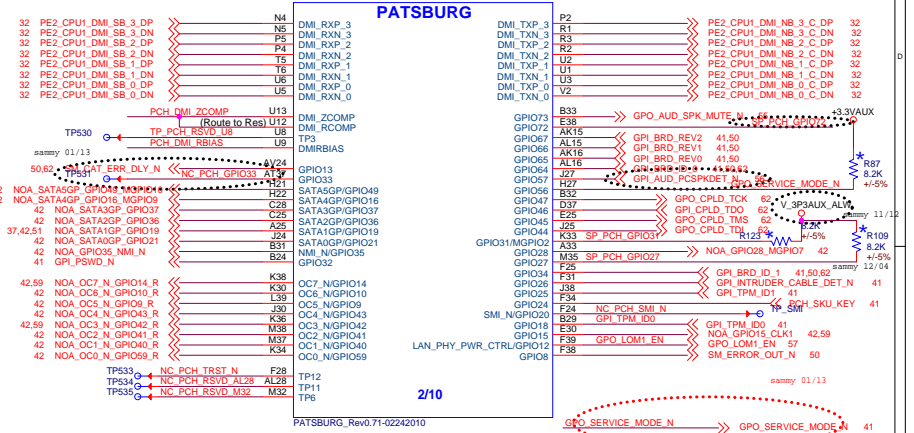 PATSBURG
32 PE2_CPU1_DMI_SB_3_DP N4 DMI_RXP_3
32 PE2_CPU1_DMI_SB_3_DN N5 DMI_RXN_3
32 PE2_CPU1_DMI_SB_2_DP P5 DMI_RXP_2
32 PE2_CPU1_DMI_SB_2_DN P4 DMI_RXN_2
32 PE2_CPU1_DMI_SB_1_DP T5 DMI_RXP_1
32 PE2_CPU1_DMI_SB_1_DN T6 DMI_RXN_1
32 PE2_CPU1_DMI_SB_0_DP U6 DMI_RXP_0
32 PE2_CPU1_DMI_SB_0_DN U5 DMI_RXN_0
PCH_DMI_ZCOMP U13 DMI_ZCOMP
(Route to Res) U12 DMI_RCOMP
TP530 TP_PCH_RSVD_U8 U8 TP3
PCH_DMI_RBIAS U9 DMIRBIAS
sammy 01/13
50,62 CAT_ERR_DLY_N AV24 GPIO13
TP531 NC_PCH_GPIO33 GPIO33
NOA_SATA5GP_GPIO49_MGPIO10 H21 SATA5GP/GPIO49
NOA_SATA4GP_GPIO16_MGPIO9 H22 SATA4GP/GPIO16
42 NOA_SATA3GP_GPIO37 C28 SATA3GP/GPIO37
42 NOA_SATA2GP_GPIO36 C25 SATA2GP/GPIO36
37,42,51 NOA_SATA1GP_GPIO19 A25 SATA1GP/GPIO19
42 NOA_SATA0GP_GPIO21 J24 SATA0GP/GPIO21
42 NOA_GPIO35_NMI_N B31 NMI_N/GPIO35
41 GPI_PSWD_N B24 GPIO32
42,59 NOA_OC7_N_GPIO14_R K38 OC7_N/GPIO14
42 NOA_OC6_N_GPIO10_R K30 OC6_N/GPIO10
42 NOA_OC5_N_GPIO9_R L39 OC5_N/GPIO9
42 NOA_OC4_N_GPIO43_R J30 OC4_N/GPIO43
42,59 NOA_OC3_N_GPIO42_R K36 OC3_N/GPIO42
42 NOA_OC2_N_GPIO41_R M38 OC2_N/GPIO41
42 NOA_OC1_N_GPIO40_R M37 OC1_N/GPIO40
42 NOA_OC0_N_GPIO59_R K34 OC0_N/GPIO59
TP533 NC_PCH_TRST_N F28 TP12
TP534 NC_PCH_RSVD_AL28 AL28 TP11
TP535 NC_PCH_RSVD_M32 M32 TP6
DMI_TXP_3 P2 PE2_CPU1_DMI_NB_3_C_DP 32
DMI_TXN_3 R1 PE2_CPU1_DMI_NB_3_C_DN 32
DMI_TXP_2 R3 PE2_CPU1_DMI_NB_2_C_DP 32
DMI_TXN_2 R2 PE2_CPU1_DMI_NB_2_C_DN 32
DMI_TXP_1 U2 PE2_CPU1_DMI_NB_1_C_DP 32
DMI_TXN_1 U1 PE2_CPU1_DMI_NB_1_C_DN 32
DMI_TXP_0 U3 PE2_CPU1_DMI_NB_0_C_DP 32
DMI_TXN_0 V2 PE2_CPU1_DMI_NB_0_C_DN 32
+3.3VAUX
GPIO73 B33 GPO_AUD_SPK_MUTE_N
GPIO72 E38 SP_PCH_GPIO72
GPIO67 AK15 GPI_BRD_REV2 41,50
GPIO66 AL15 GPI_BRD_REV1 41,50
GPIO65 AK16 GPI_BRD_REV0 41,50
GPIO64 AL16
GPIO57 J27 GPI_AUD_PCSPKDET_N
GPIO56 H27 GPO_SERVICE_MODE_N
R87
8.2K
+/-5%
GPIO47 B32 GPO_CPLD_TCK 62
GPIO46 D37 GPI_CPLD_TDO 62
GPIO45 E25 GPO_CPLD_TMS 62
GPIO44 J25 GPO_CPLD_TDI 62
V_3P3AUX_ALW
sammy 11/12
GPIO31/MGPIO2 K33 SP_PCH_GPIO31
R123 8.2K +/-5%
R109
8.2K
+/-5%
GPIO28 A33 NOA_GPIO28_MGPIO7 42
GPIO27 M35 SP_PCH_GPIO27
sammy 12/04
GPIO34 F25 GPI_BRD_ID_1 41,50,62
GPIO26 F31 GPI_INTRUDER_CABLE_DET_N 41
GPIO25 J38 GPI_TPM_ID1 41
GPIO24 F34 PCH_SKU_KEY 41
SMI_N/GPIO20 F24 NC_PCH_SMI_N TP_SMI
GPIO18 B29 GPI_TPM_ID0 GPI_TPM_ID0 41
GPIO15 E30 NOA_GPIO15_CLK1 42,59
LAN_PHY_PWR_CTRL/GPIO12 F39 GPO_LOM1_EN GPO_LOM1_EN 57
GPIO8 F38 SM_ERROR_OUT_N 50
sammy 01/13
2/10
PATSBURG_Rev0.71-02242010
GPO_SERVICE_MODE_N GPO_SERVICE_MODE_N 41